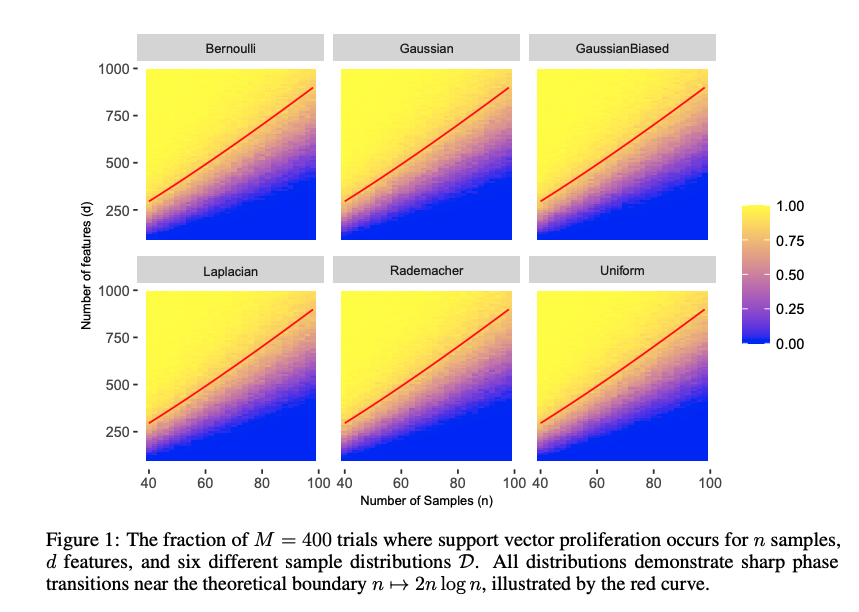 Bernoulli Gaussian GaussianBiased
1000
750
500
250
Laplacian Rademacher Uniform
1000
750
500
250
Number of features (d)
40 60 80 100 40 60 80 100 40 60 80 100
Number of Samples (n)
1.00
0.75
0.50
0.25
0.00
Figure 1: The fraction of M = 400 trials where support vector proliferation occurs for n samples,
d features, and six different sample distributions 𝒟. All distributions demonstrate sharp phase
transitions near the theoretical boundary n ↦ 2n log n, illustrated by the red curve.